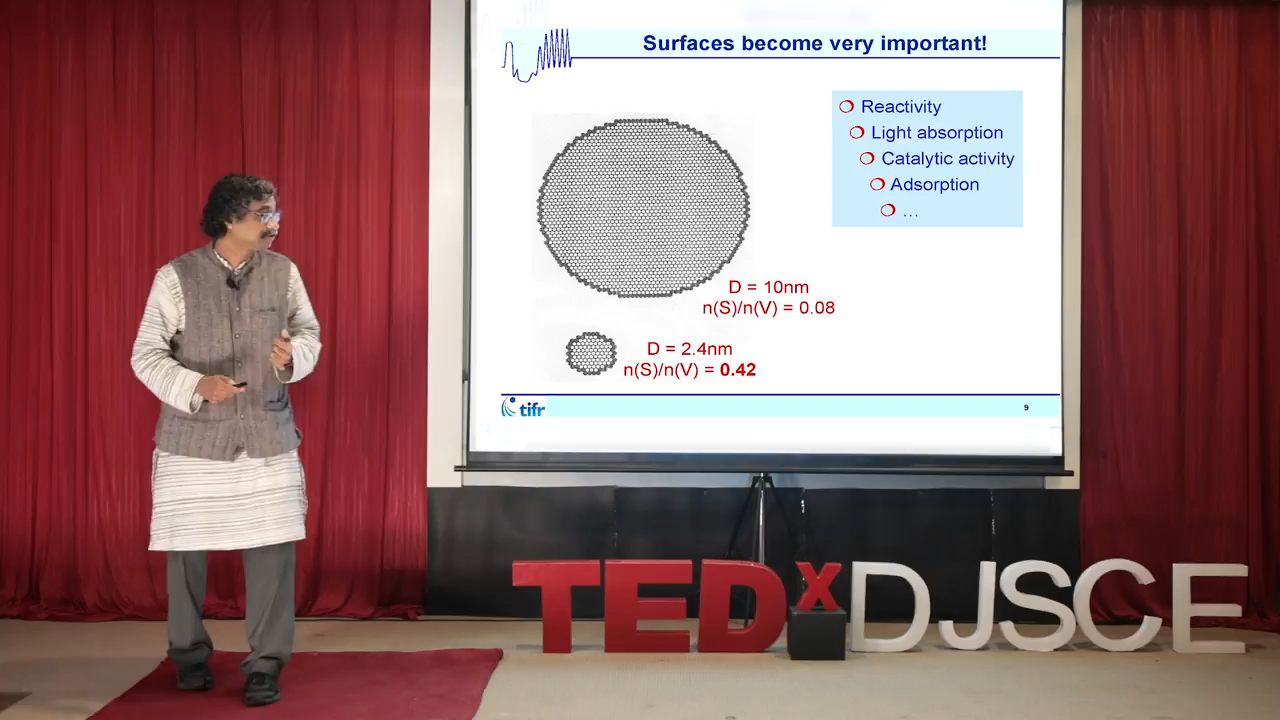 Surfaces become very important!
Reactivity
Light absorption
Catalytic activity
Adsorption
...
D = 10nm
n(S)/n(V) = 0.08
D = 2.4nm
n(S)/n(V) = 0.42
tifr
9
TEDxDJSCE